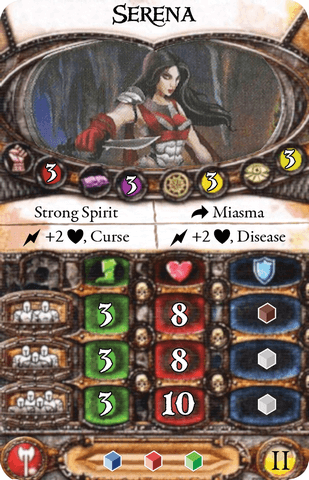 SERENA
3 3 3 3
Strong Spirit Miasma
+2, Curse +2, Disease
3 8
3 8
3 10
II